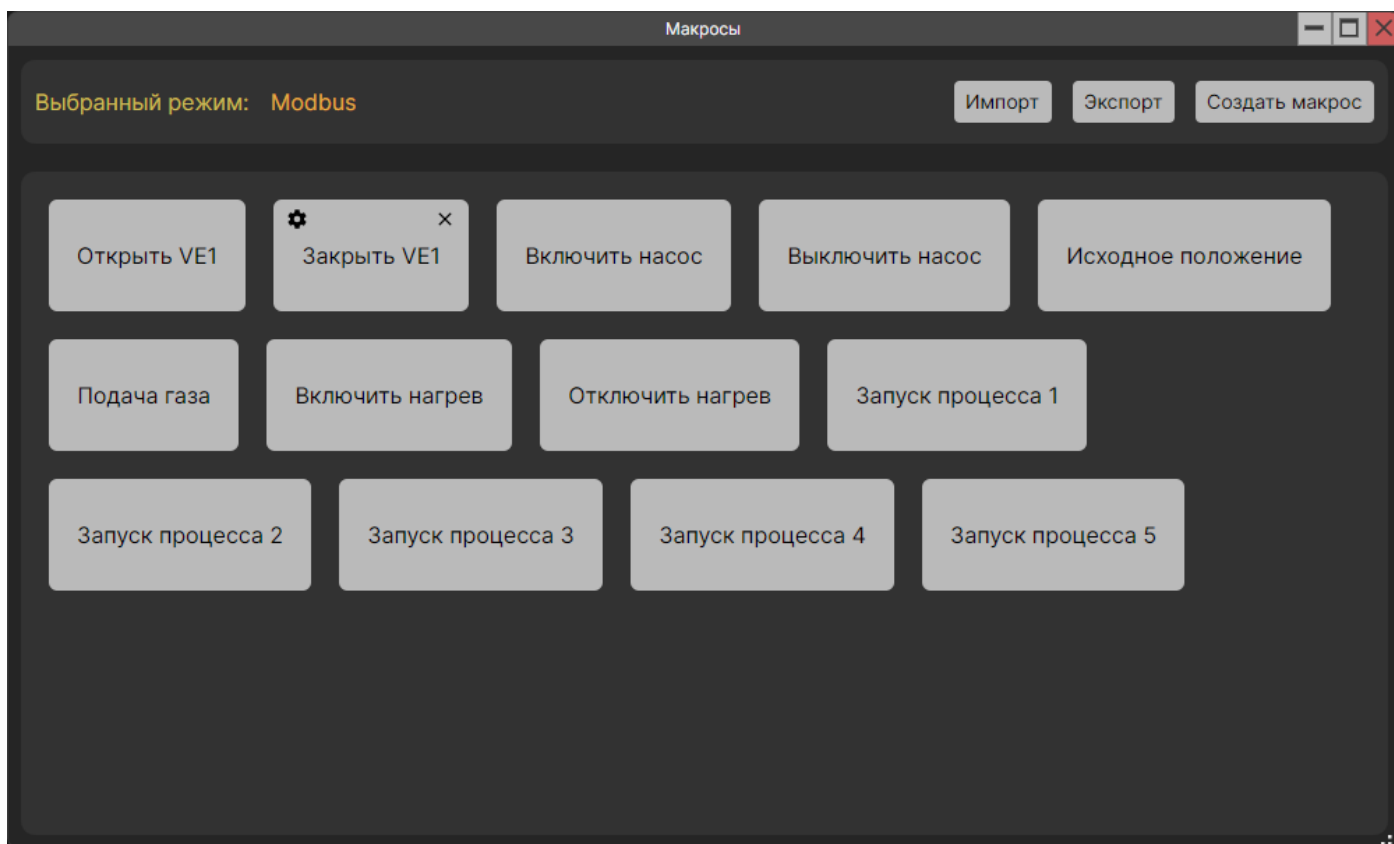 Макросы
Выбранный режим: Modbus Импорт Экспорт Создать макрос
Открыть VE1 Закрыть VE1 Включить насос Выключить насос Исходное положение
Подача газа Включить нагрев Отключить нагрев Запуск процесса 1
Запуск процесса 2 Запуск процесса 3 Запуск процесса 4 Запуск процесса 5